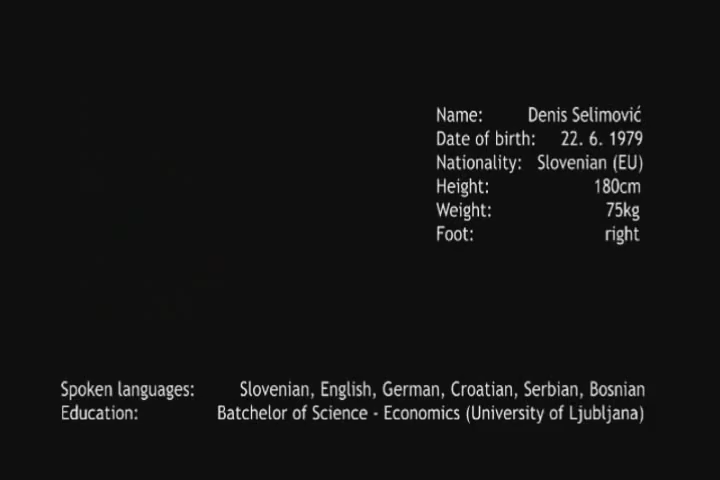 Name: Denis Selimović
Date of birth: 22. 6. 1979
Nationality: Slovenian (EU)
Height: 180cm
Weight: 75kg
Foot: right
Spoken languages: Slovenian, English, German, Croatian, Serbian, Bosnian
Education: Batchelor of Science - Economics (University of Ljubljana)